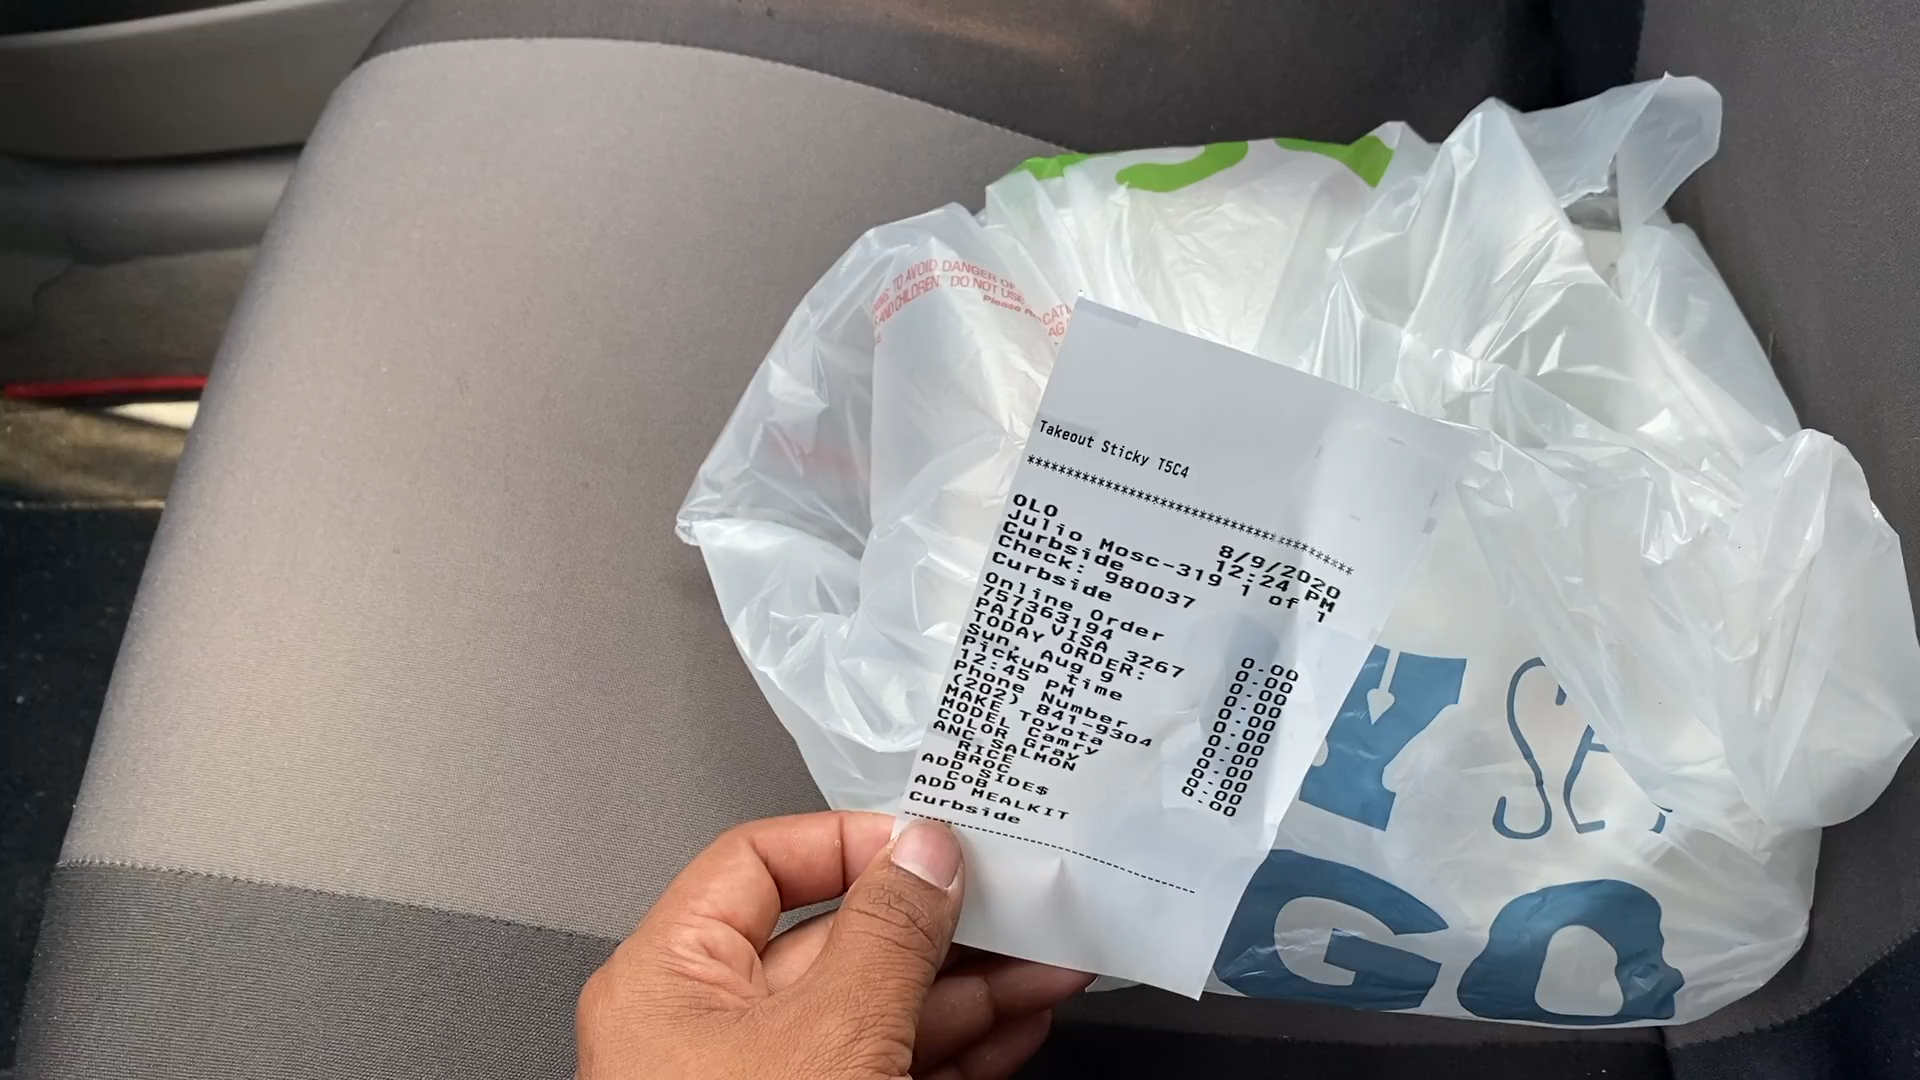 TO AVOID DANGER OF
AND CHILDREN. DO NOT USE
Please
Takeout Sticky T5C4
******************************************
OLO 8/9/2020
Julio Mosc-319 12:24 PM
Curbside 1 of 1
Check: 980037
Curbside
Online Order 0.00
757363194 0.00
PAID VISA 3267 0.00
TODAY ORDER: 0.00
Sun, Aug 9 0.00
Pickup time 0.00
12:45 PM 0.00
Phone Number 0.00
(202) 841-9304 0.00
MAKE Toyota 0.00
MODEL Camry 0.00
COLOR Gray 0.00
ANC SALMON
RICE
BROC
ADD SIDE$
COB
ADD MEALKIT
Curbside
GO